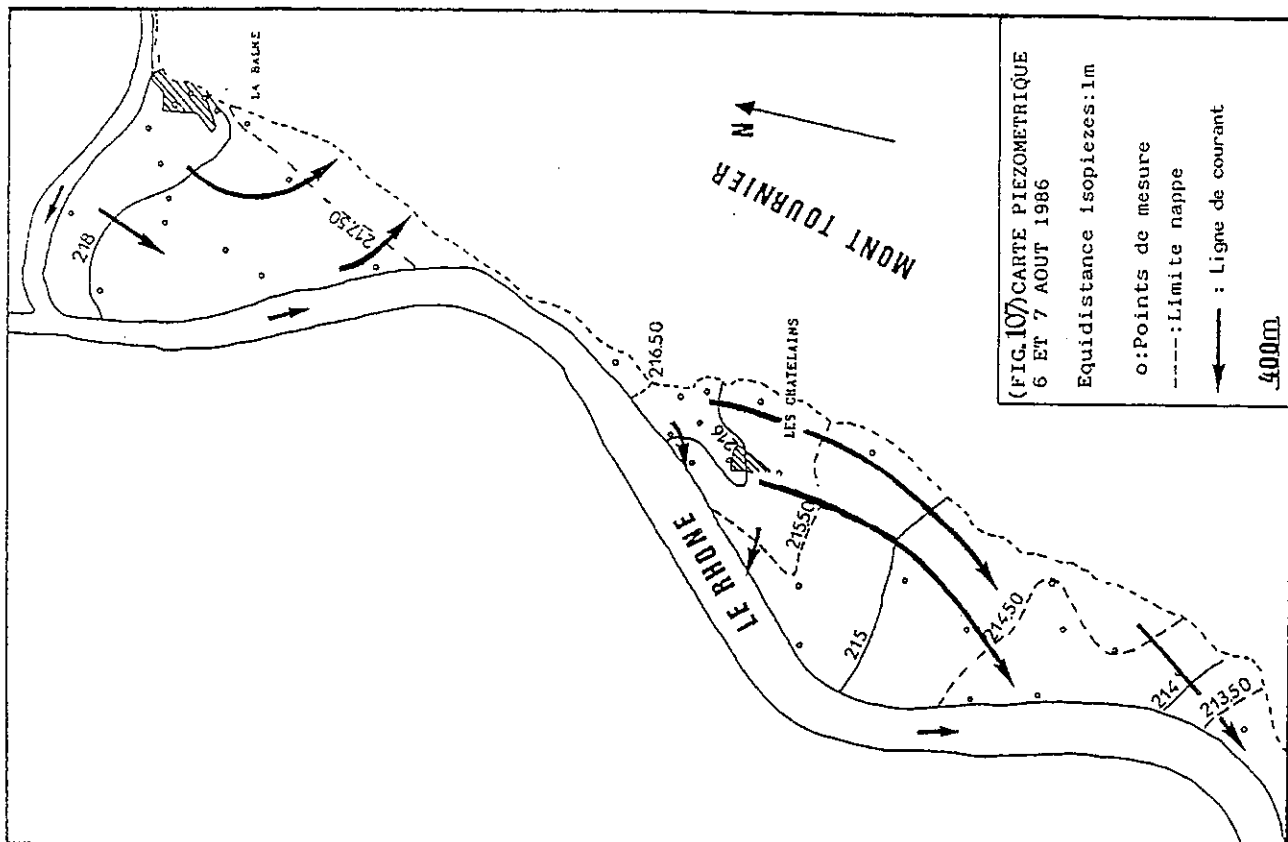 LA BALME
218
217.50
N
MONT TOURNIER
216.50
216
LES CHATELAINS
LE RHONE
215.50
215
214.50
214
213.50
(FIG.107) CARTE PIEZOMETRIQUE
6 ET 7 AOUT 1986
Equidistance isopiezes:1m
o:Points de mesure
---:Limite nappe
: Ligne de courant
400m